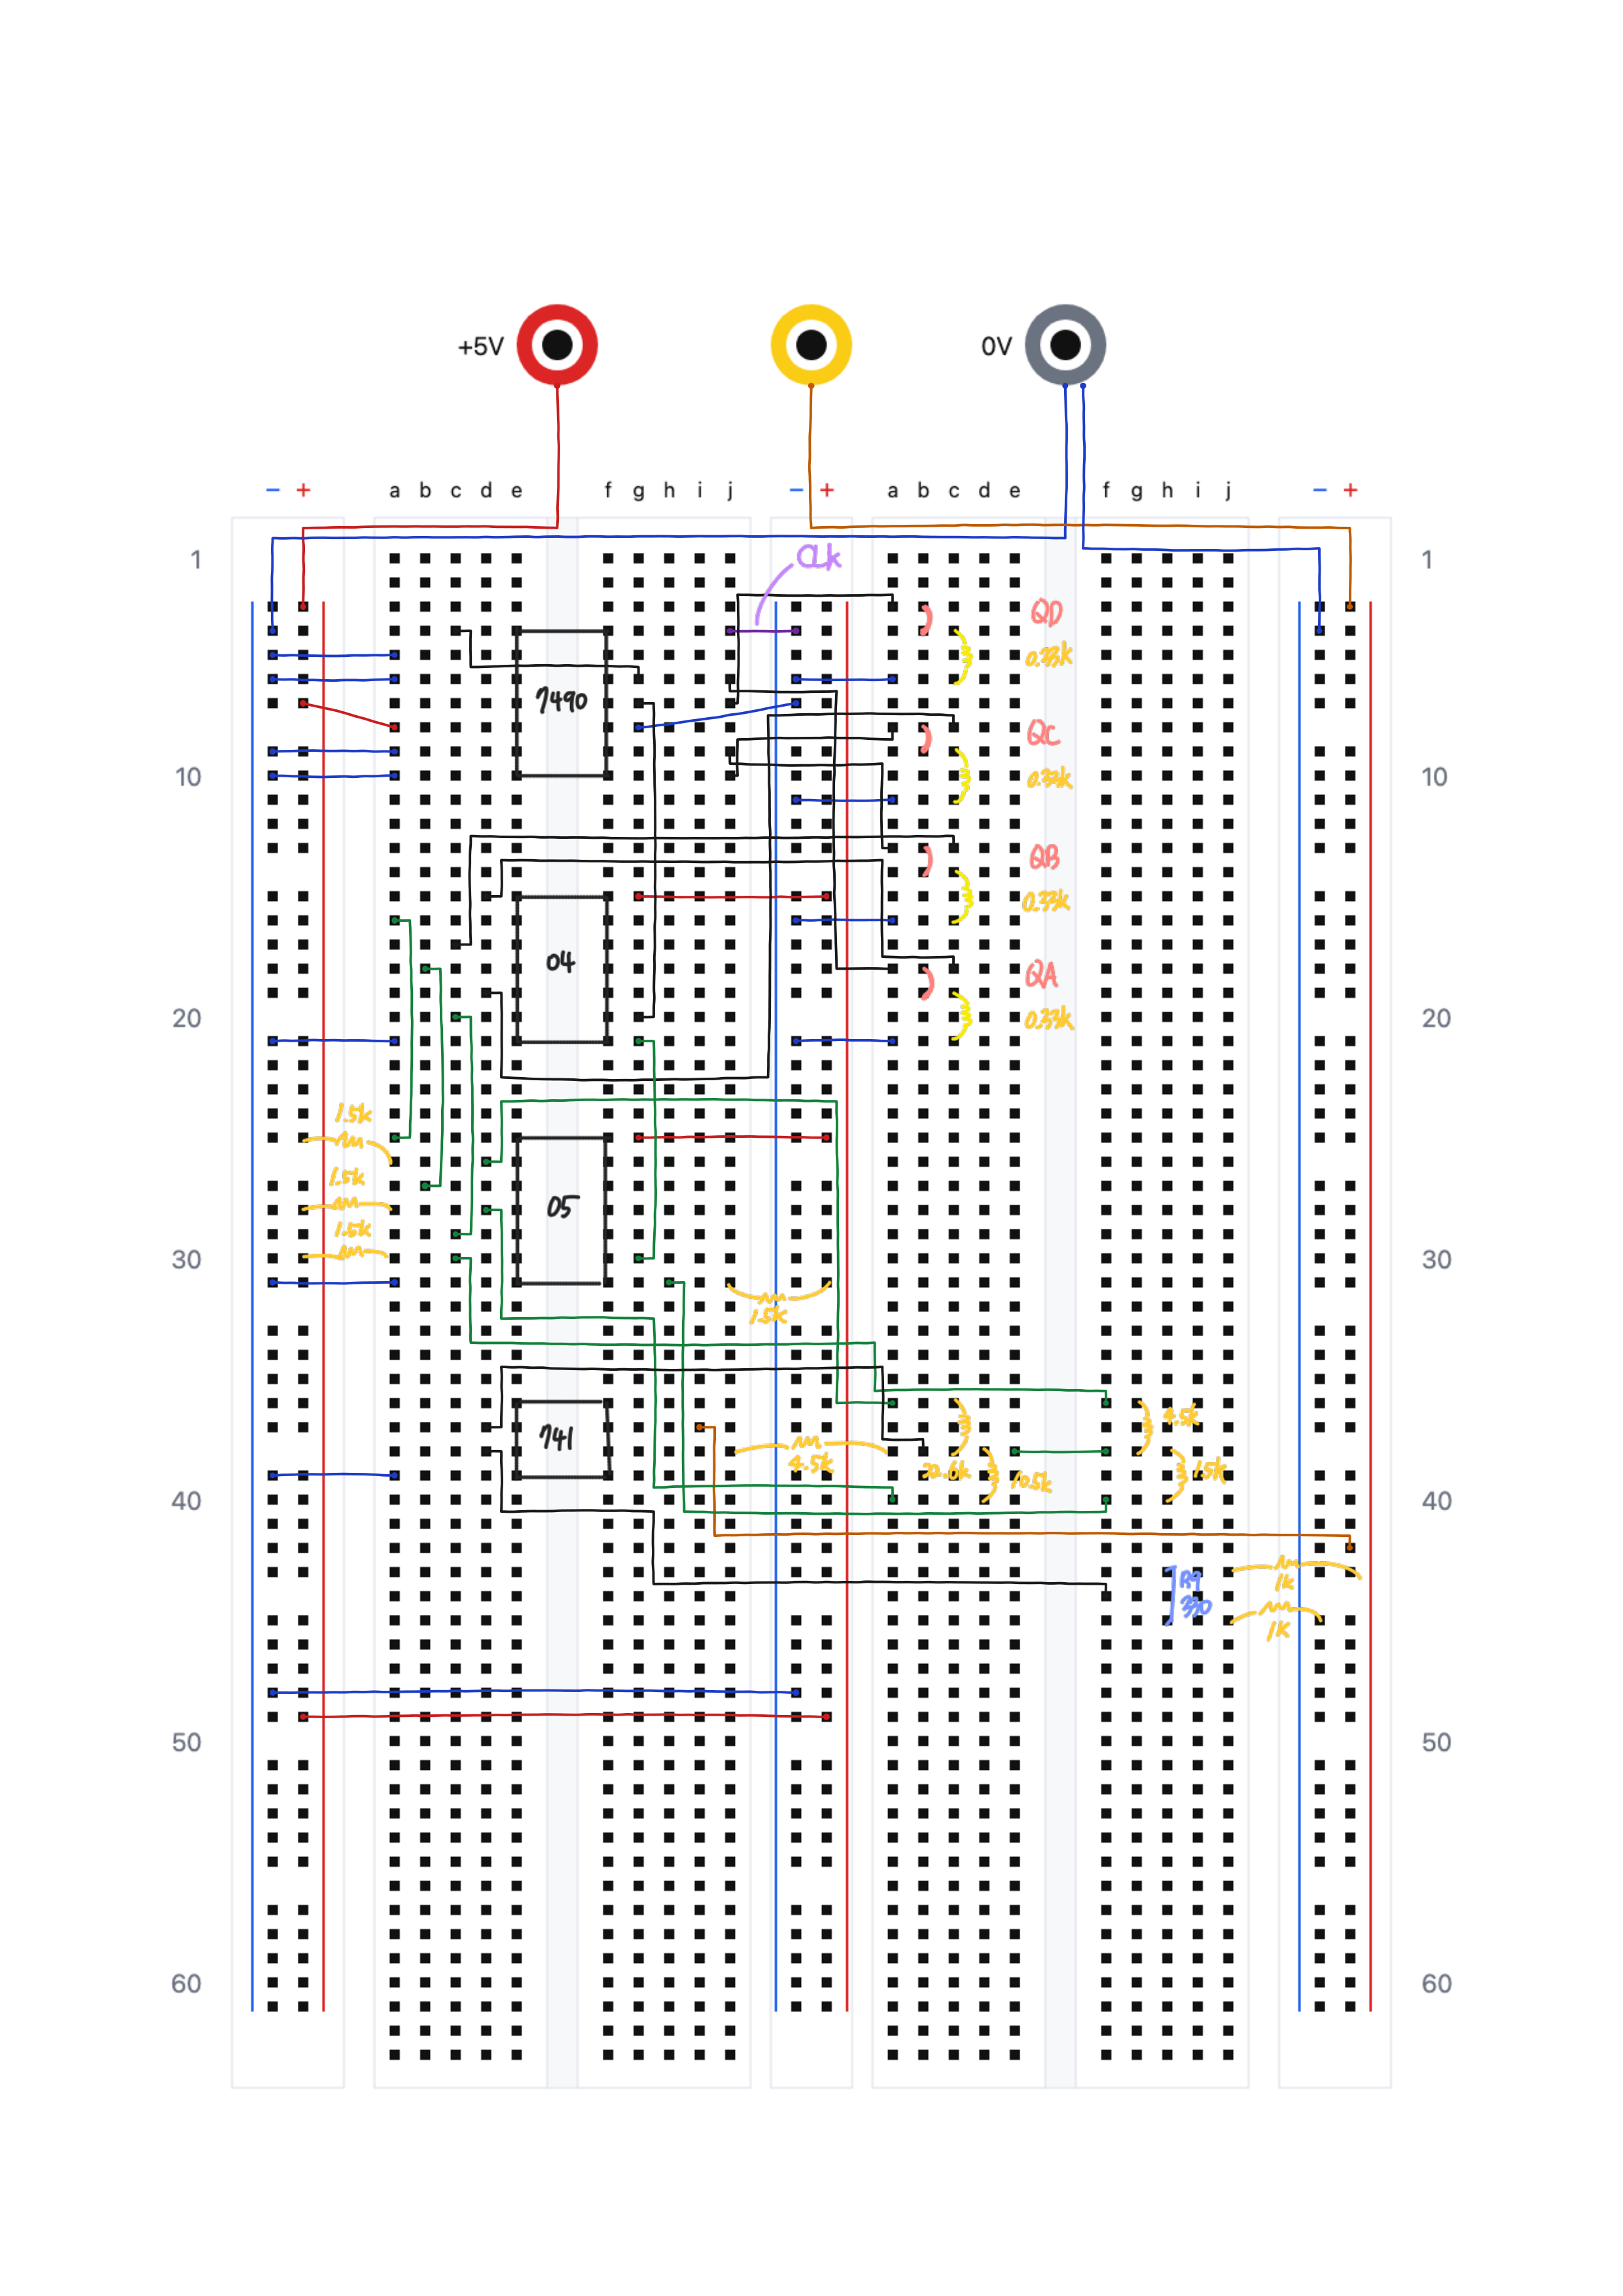 +5V
0V
− + a b c d e f g h i j − + a b c d e f g h i j − +
1 1
CLK
QD
0.33k
7490
QC
10 0.33k 10
QB
0.33k
04
QA
20 0.33k 20
1.5k
1.5k
05
1.5k
30 30
1.5k
4.5k
741
4.5k 10.5k 1.5k
40 40
R9
330
1k
1k
50 50
60 60